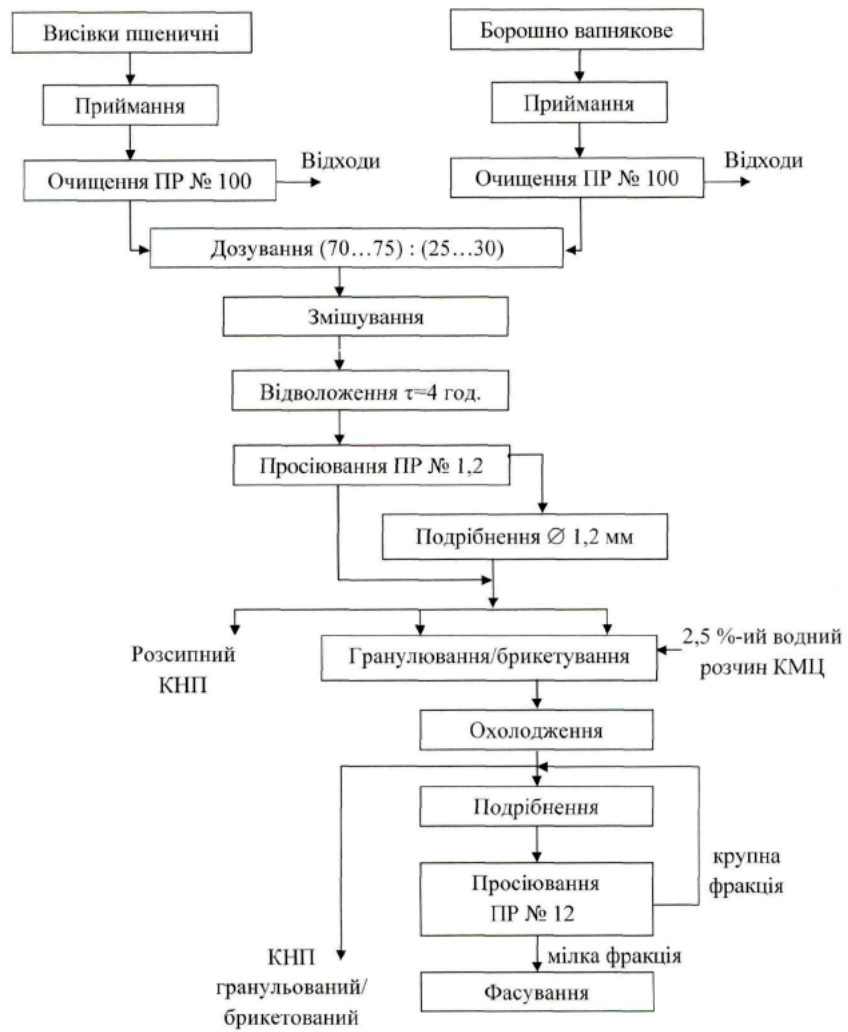 Висівки пшеничні
Борошно вапнякове
Приймання
Приймання
Очищення ПР № 100
Відходи
Очищення ПР № 100
Відходи
Дозування (70...75) : (25...30)
Змішування
Відволоження τ=4 год.
Просіювання ПР № 1,2
Подрібнення ∅ 1,2 мм
Розсипний
КНП
Гранулювання/брикетування
2,5 %-ий водний
розчин КМЦ
Охолодження
Подрібнення
крупна
фракція
Просіювання
ПР № 12
мілка фракція
КНП
гранульований/
брикетований
Фасування